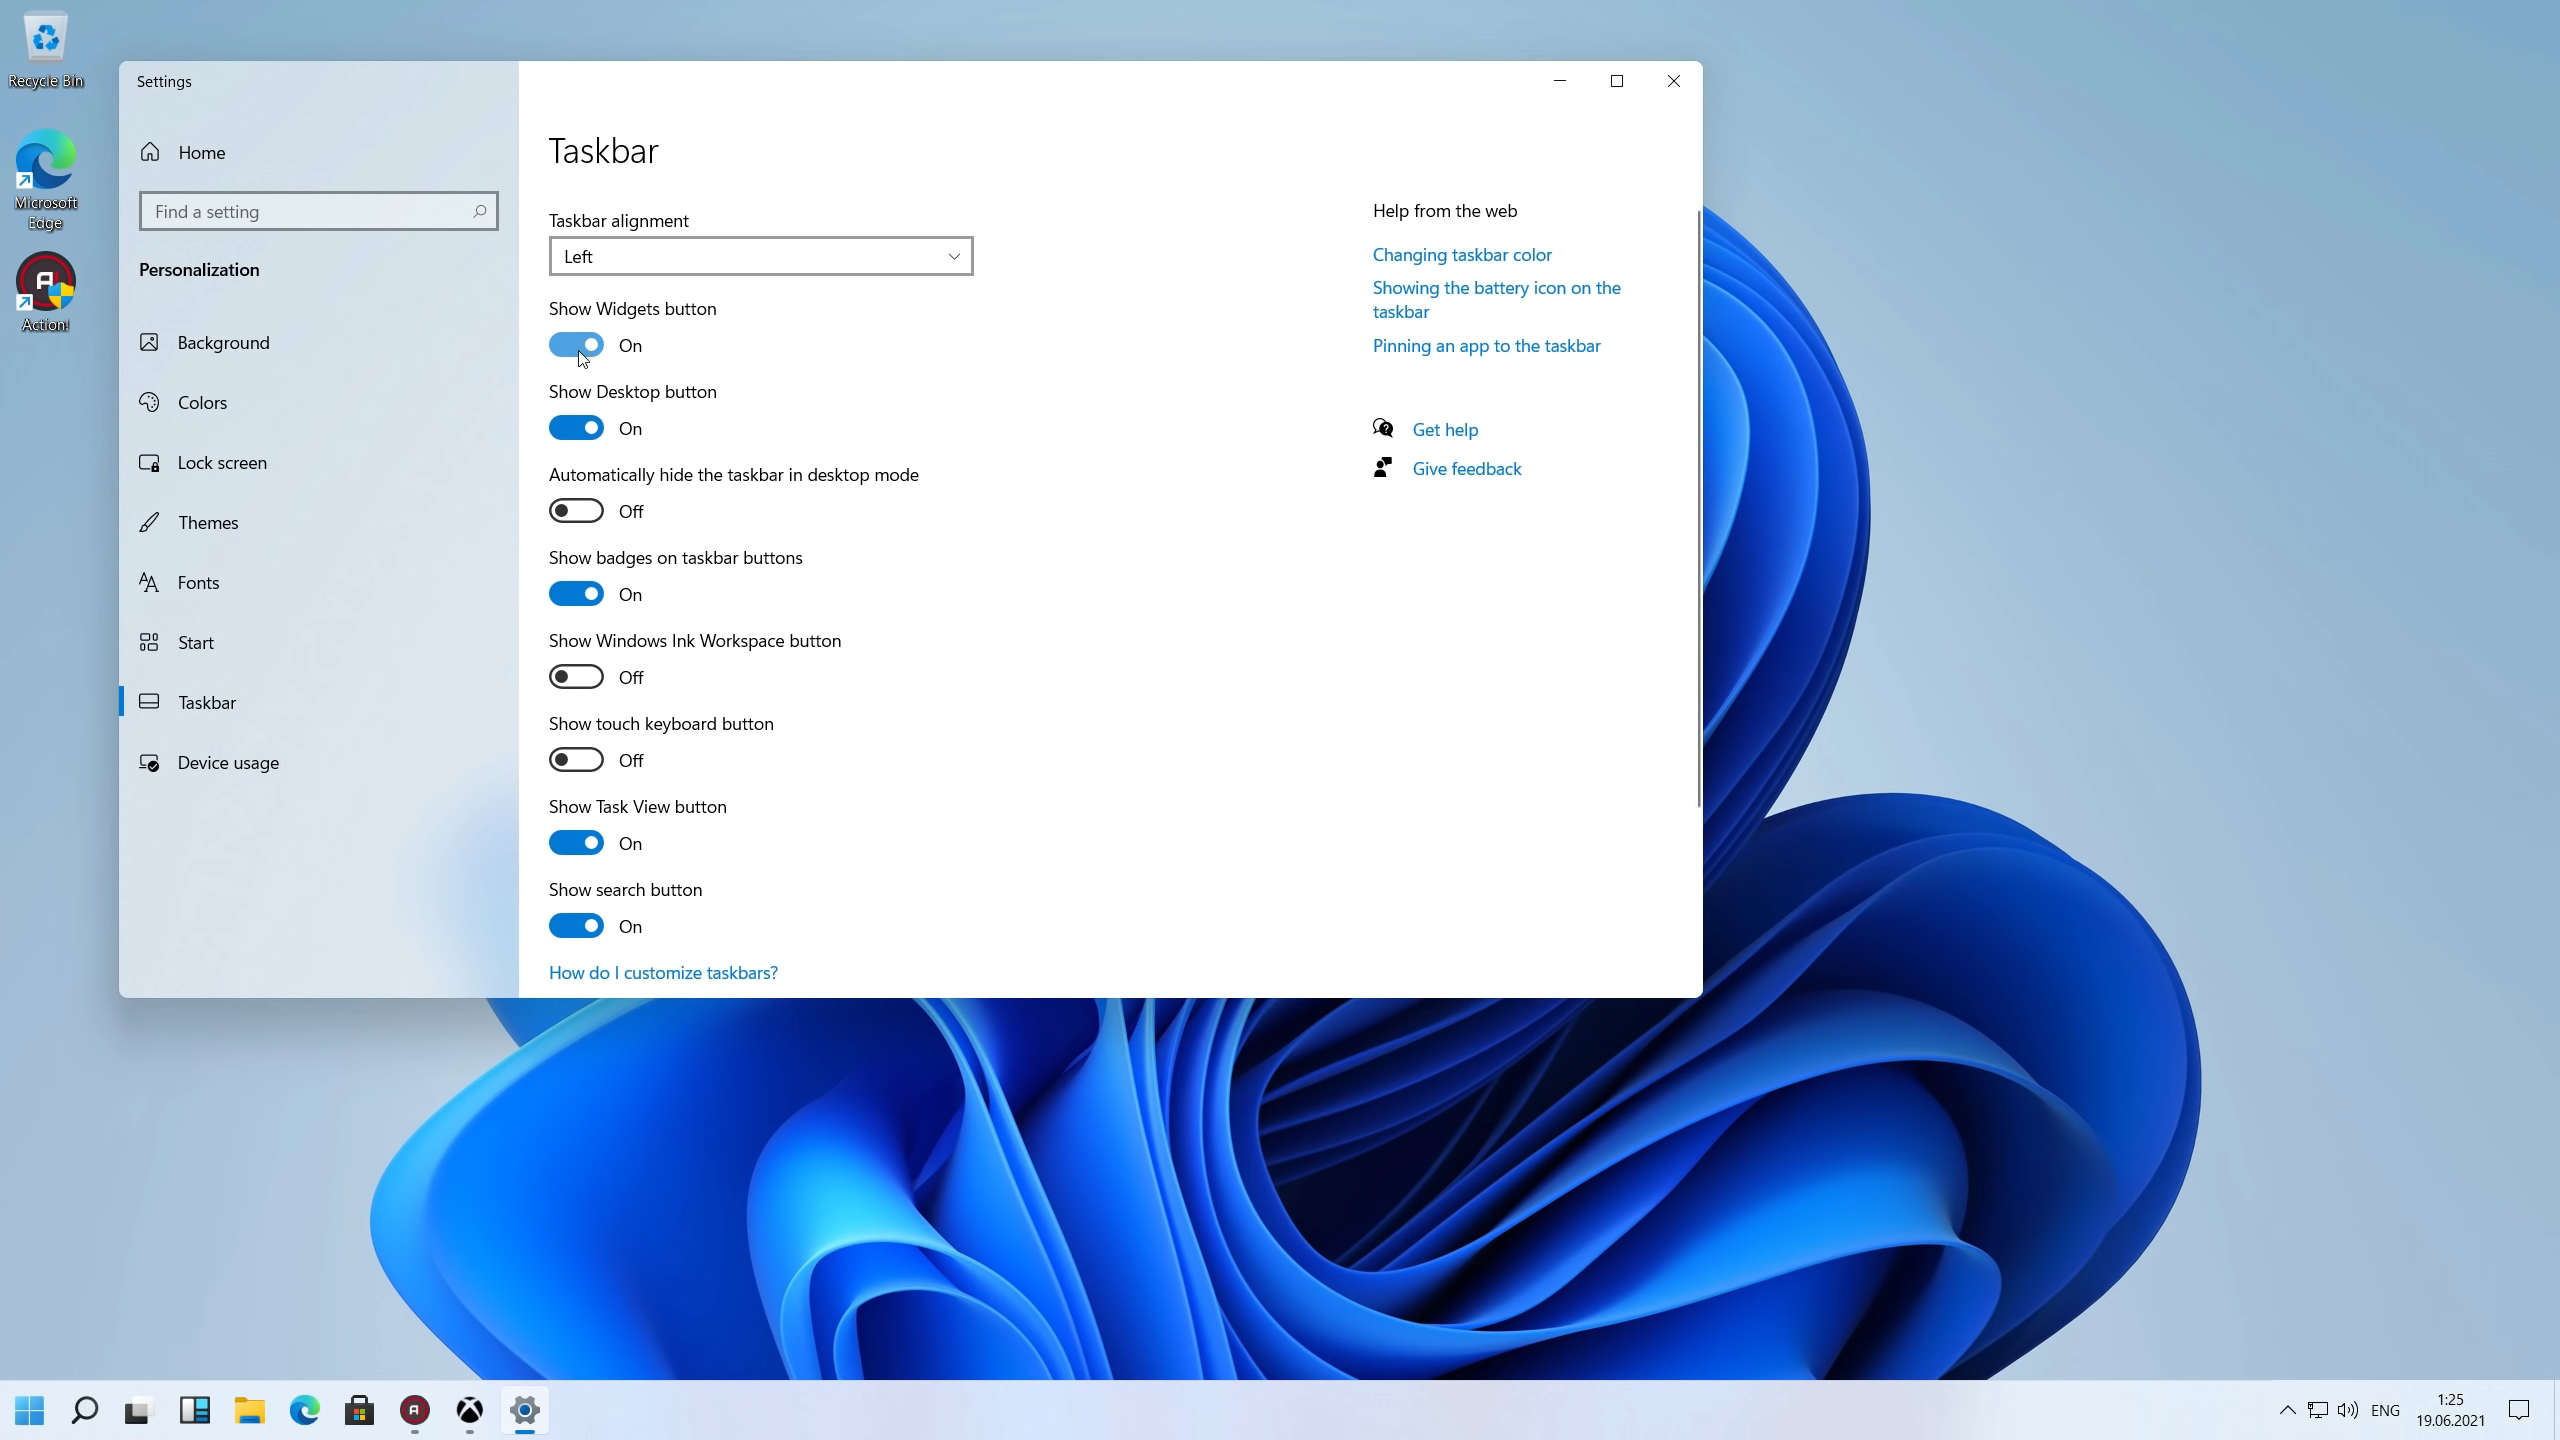 Recycle Bin
Microsoft
Edge
Action!
Settings
Home
Find a setting
Personalization
Background
Colors
Lock screen
Themes
Fonts
Start
Taskbar
Device usage
Taskbar
Taskbar alignment
Left
Show Widgets button
On
Show Desktop button
On
Automatically hide the taskbar in desktop mode
Off
Show badges on taskbar buttons
On
Show Windows Ink Workspace button
Off
Show touch keyboard button
Off
Show Task View button
On
Show search button
On
How do I customize taskbars?
Help from the web
Changing taskbar color
Showing the battery icon on the
taskbar
Pinning an app to the taskbar
Get help
Give feedback
ENG
1:25
19.06.2021